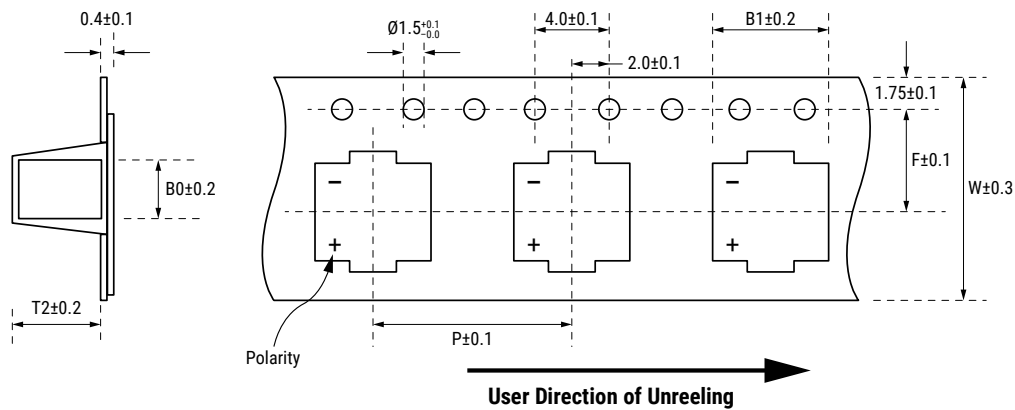 0.4±0.1
Ø1.5+0.1-0.0
4.0±0.1
B1±0.2
2.0±0.1
1.75±0.1
B0±0.2
F±0.1
W±0.3
−
−
−
+
+
+
T2±0.2
P±0.1
Polarity
User Direction of Unreeling